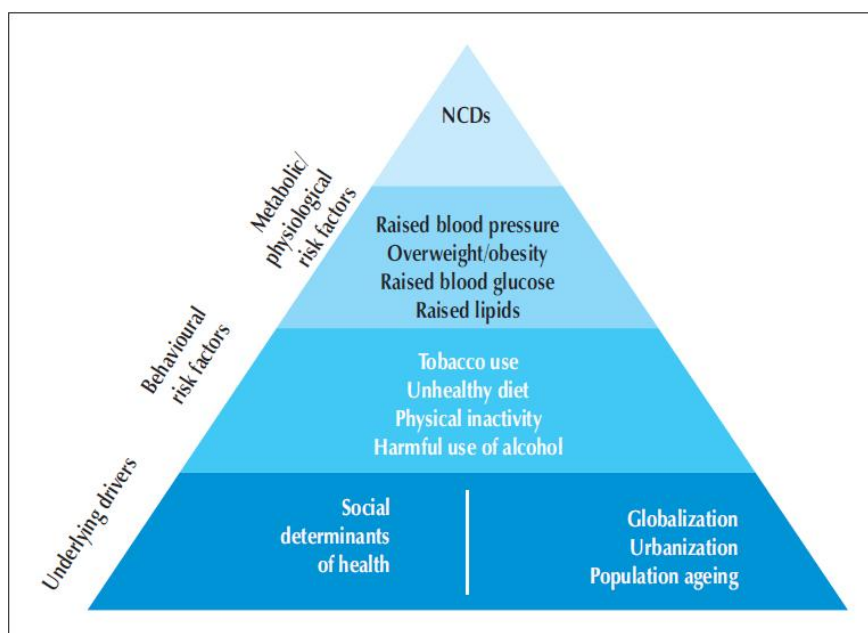 NCDs
Metabolic/
physiological
risk factors
Raised blood pressure
Overweight/obesity
Raised blood glucose
Raised lipids
Behavioural
risk factors
Tobacco use
Unhealthy diet
Physical inactivity
Harmful use of alcohol
Underlying drivers
Social
determinants
of health
Globalization
Urbanization
Population ageing